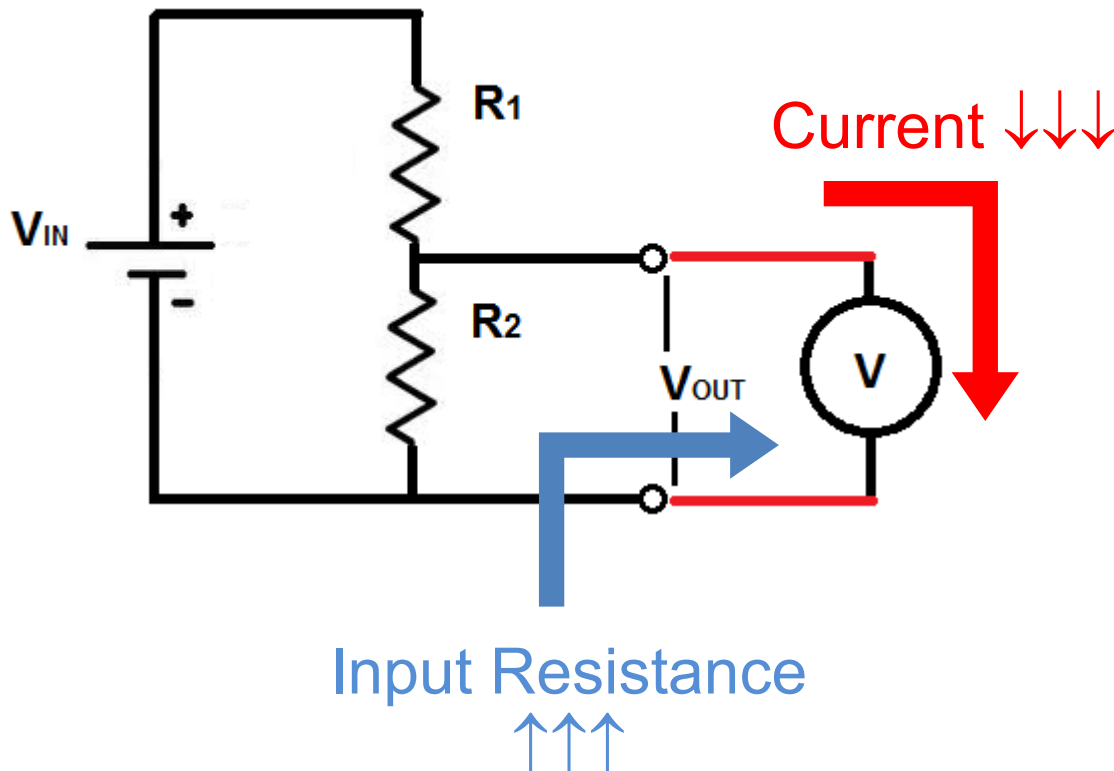 R1
Current ↓↓↓
VIN
+
-
R2
VOUT
V
Input Resistance
↑↑↑